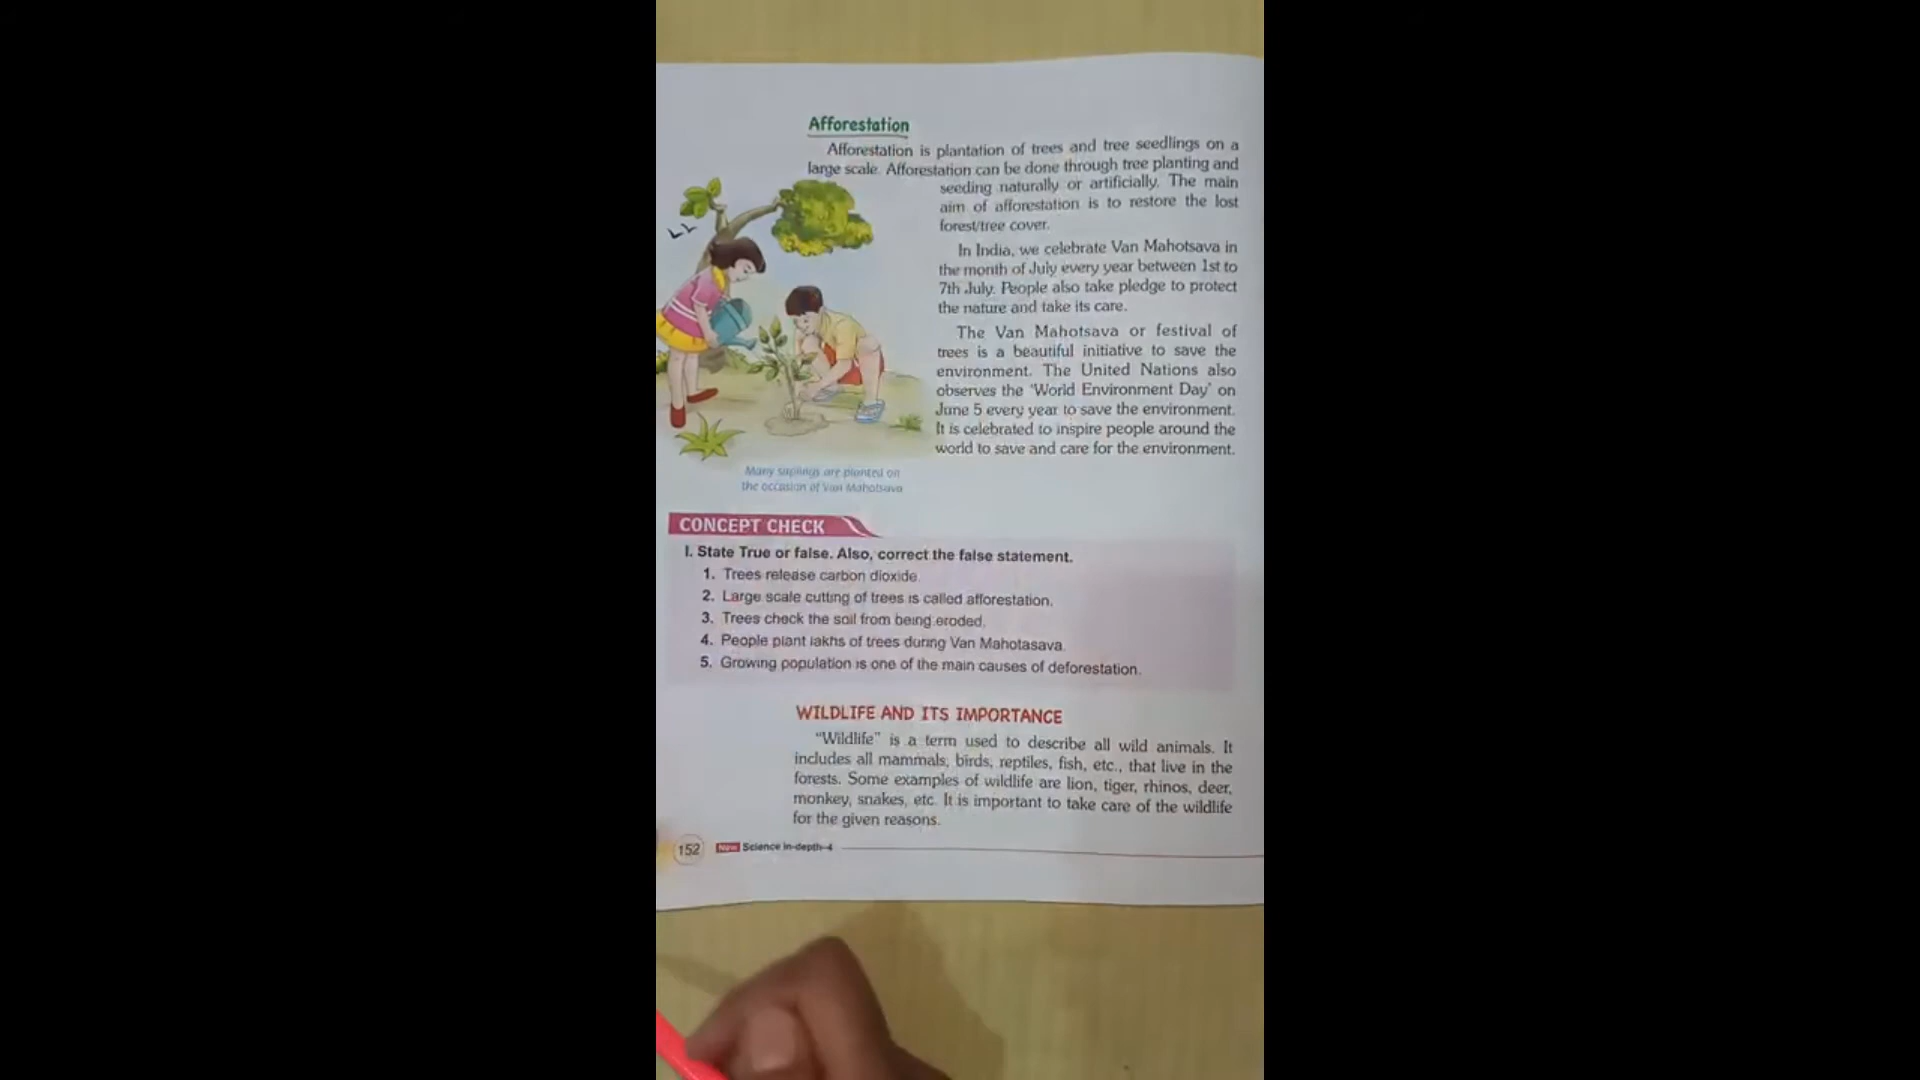 Afforestation
Afforestation is plantation of trees and tree seedlings on a
large scale. Afforestation can be done through tree planting and
seeding naturally or artificially. The main
aim of afforestation is to restore the lost
forest/tree cover.
In India, we celebrate Van Mahotsava in
the month of July every year between 1st to
7th July. People also take pledge to protect
the nature and take its care.
The Van Mahotsava or festival of
trees is a beautiful initiative to save the
environment. The United Nations also
observes the 'World Environment Day' on
June 5 every year to save the environment.
It is celebrated to inspire people around the
world to save and care for the environment.
Many saplings are planted on
the occasion of Van Mahotsava
CONCEPT CHECK
I. State True or false. Also, correct the false statement.
1. Trees release carbon dioxide.
2. Large scale cutting of trees is called afforestation.
3. Trees check the soil from being eroded.
4. People plant lakhs of trees during Van Mahotasava.
5. Growing population is one of the main causes of deforestation.
WILDLIFE AND ITS IMPORTANCE
"Wildlife" is a term used to describe all wild animals. It
includes all mammals, birds, reptiles, fish, etc., that live in the
forests. Some examples of wildlife are lion, tiger, rhinos, deer,
monkey, snakes, etc. It is important to take care of the wildlife
for the given reasons.
152 New Science in-depth-4